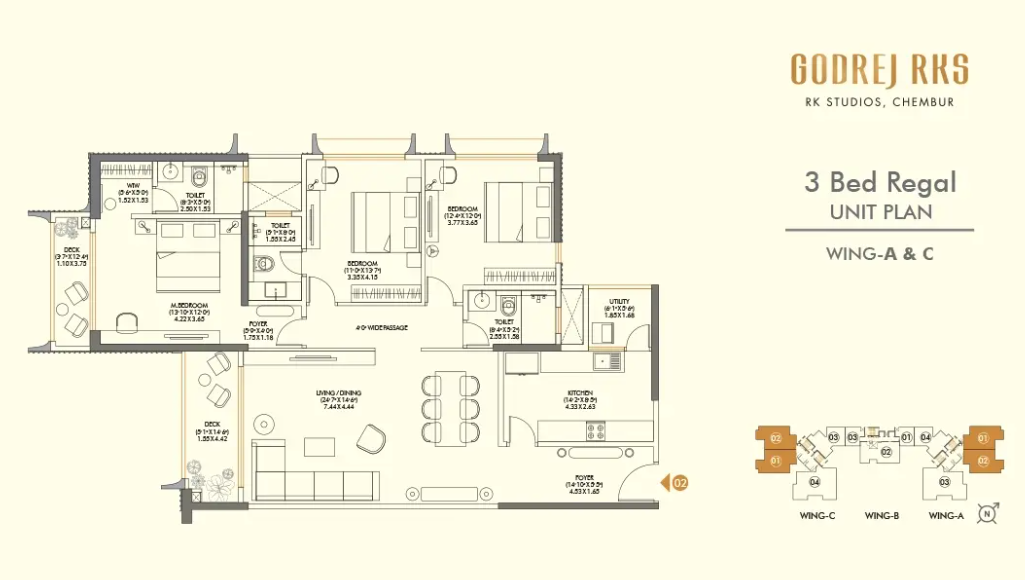 GODREJ RKS
RK STUDIOS, CHEMBUR
3 Bed Regal
UNIT PLAN
WING-A & C
WIW
(5'-6"X5'0")
1.52X1.53
TOILET
(8'-3"X5'0")
2.50X1.53
DECK
(3'-7"X12'-4")
1.10X3.75
M.BEDROOM
(13'-10"X12'0")
4.22X3.65
TOILET
(5'-1"X8'0")
1.55X2.45
BEDROOM
(11'-0"X13'-7")
3.35X4.15
BEDROOM
(12'-4"X12'0")
3.77X3.65
FOYER
(5'-9"X4'0")
1.75X1.18
4'-0" WIDE PASSAGE
TOILET
(8'-4"X5'-2")
2.55X1.58
UTILITY
(6'-1"X5'-6")
1.85X1.68
DECK
(5'-1"X14'-6")
1.55X4.42
LIVING/DINING
(24'-7"X14'-6")
7.44X4.44
KITCHEN
(14'-2"X8'5")
4.33X2.63
FOYER
(14'-10"X5'5")
4.53X1.65
02
02
01
04
03
03
02
01
04
03
01
02
WING-C
WING-B
WING-A
N